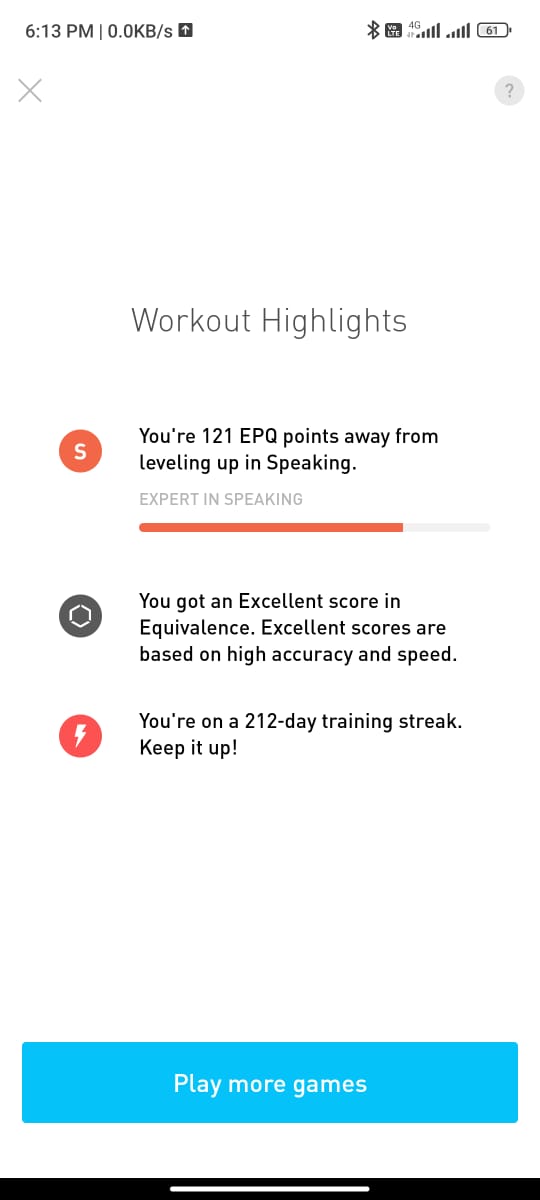 6:13 PM | 0.0KB/s
Vo LTE 4G 61
?
Workout Highlights
S
You're 121 EPQ points away from
leveling up in Speaking.
EXPERT IN SPEAKING
You got an Excellent score in
Equivalence. Excellent scores are
based on high accuracy and speed.
You're on a 212-day training streak.
Keep it up!
Play more games